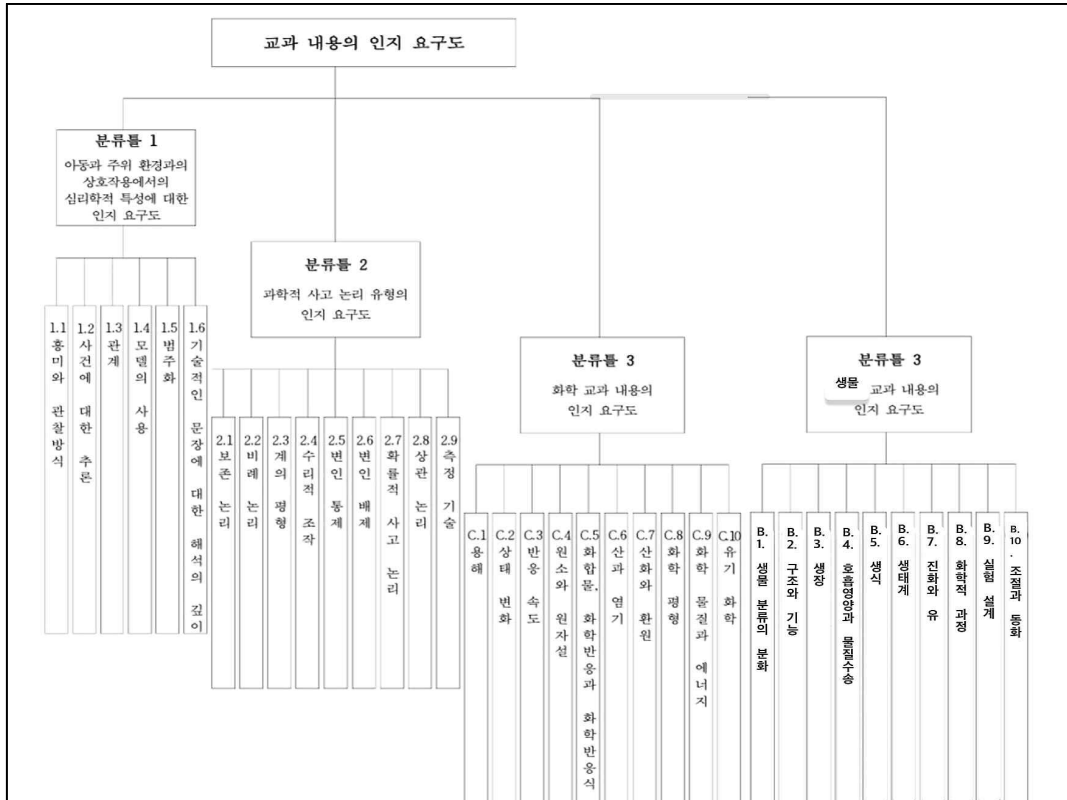 교과 내용의 인지 요구도
분류틀 1
아동과 주위 환경과의
상호작용에서의
심리학적 특성에 대한
인지 요구도
1.1 흥미와 관찰방식
1.2 사건에 대한 추론
1.3 관계
1.4 모델의 사용
1.5 범주화
1.6 기술적인 문장에 대한 해석의 깊이
분류틀 2
과학적 사고 논리 유형의
인지 요구도
2.1 보존 논리
2.2 비례 논리
2.3 계의 평형
2.4 수리적 조작
2.5 변인 통제
2.6 변인 배제
2.7 확률적 사고 논리
2.8 상관 논리
2.9 측정 기술
분류틀 3
화학 교과 내용의
인지 요구도
C.1 용해
C.2 상태 변화
C.3 반응 속도
C.4 원소와 원자설
C.5 화합물, 화학반응과 화학반응식
C.6 산과 염기
C.7 산화와 환원
C.8 화학 평형
C.9 화학 물질과 에너지
C.10 유기 화학
분류틀 3
생물 교과 내용의
인지 요구도
B.1. 생물 분류의 분화
B.2. 구조와 기능
B.3. 생장
B.4. 호흡영양과 물질수송
B.5. 생식
B.6. 생태계
B.7. 진화와 유
B.8. 화학적 과정
B.9. 실험 설계
B.10. 조절과 동화